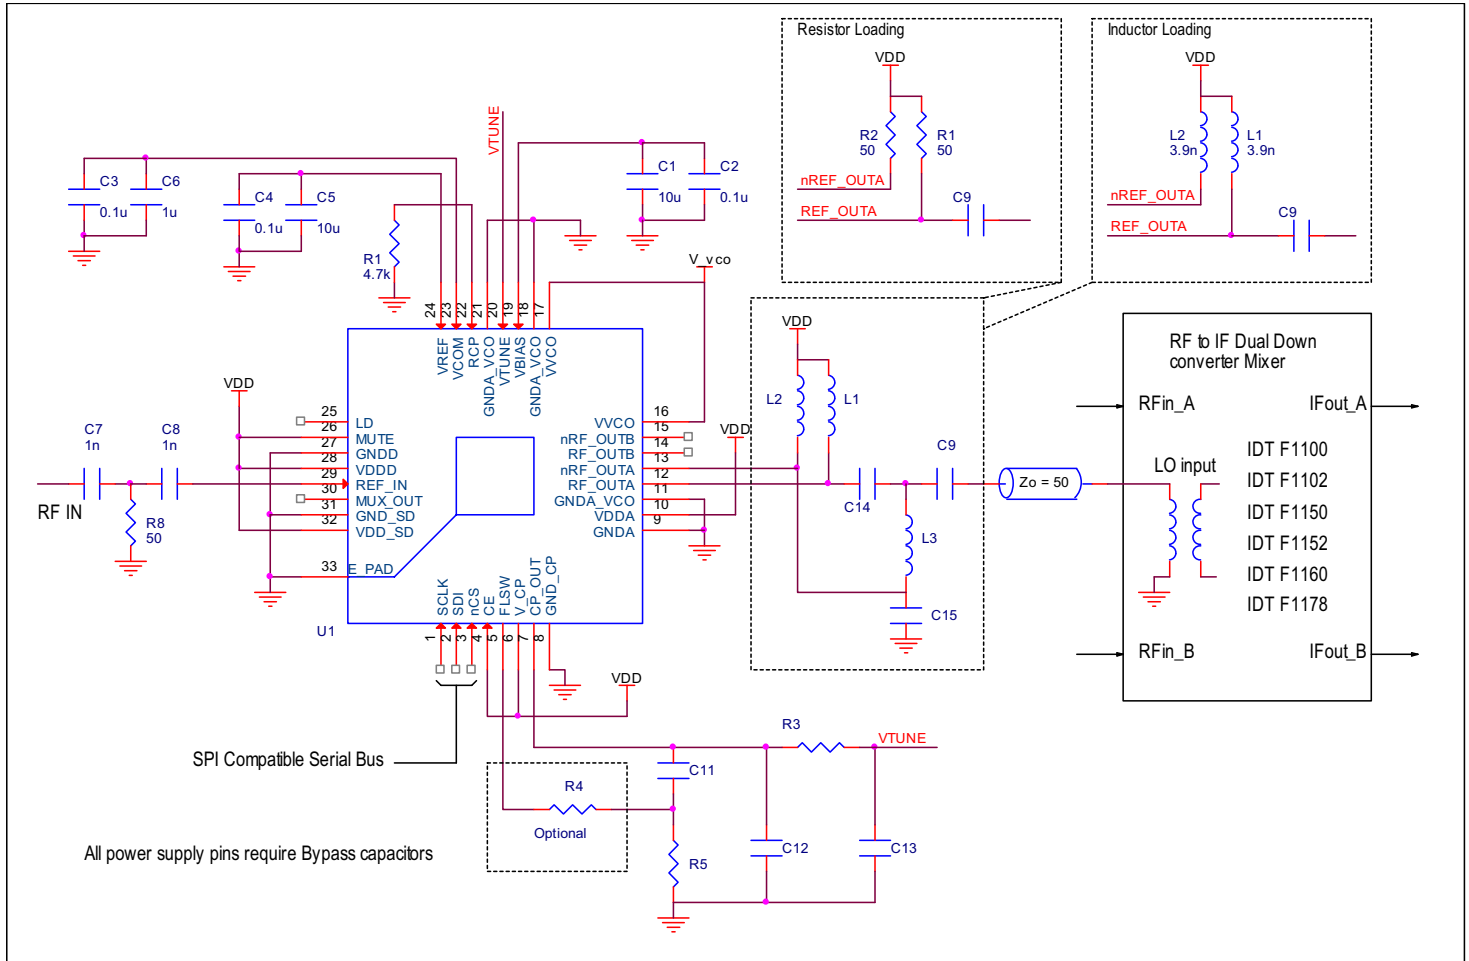 Resistor Loading
VDD
R2
50
R1
50
nREF_OUTA
REF_OUTA
C9
Inductor Loading
VDD
L2
3.9n
L1
3.9n
nREF_OUTA
REF_OUTA
C9
C3
0.1u
C6
1u
C4
0.1u
C5
10u
R1
4.7k
VTUNE
C1
10u
C2
0.1u
V_vco
24
23
22
21
20
19
18
17
VREF
VCOM
RCP
GNDA_VCO
VTUNE
VBIAS
GNDA_VCO
VVCO
VDD
C7
1n
C8
1n
RF IN
R8
50
25
LD
26
MUTE
27
GNDD
28
VDDD
29
REF_IN
30
MUX_OUT
31
GND_SD
32
VDD_SD
33
E_PAD
U1
VVCO
16
nRF_OUTB
15
RF_OUTB
14
nRF_OUTA
13
RF_OUTA
12
GNDA_VCO
11
VDDA
10
GNDA
9
VDD
SCLK
SDI
nCS
CE
FLSW
V_CP
CP_OUT
GND_CP
1
2
3
4
5
6
7
8
VDD
VDD
L2
L1
C14
C9
L3
C15
Zo = 50
RF to IF Dual Down
converter Mixer
RFin_A
IFout_A
LO input
IDT F1100
IDT F1102
IDT F1150
IDT F1152
IDT F1160
IDT F1178
RFin_B
IFout_B
SPI Compatible Serial Bus
R4
Optional
C11
R5
R3
VTUNE
C12
C13
All power supply pins require Bypass capacitors